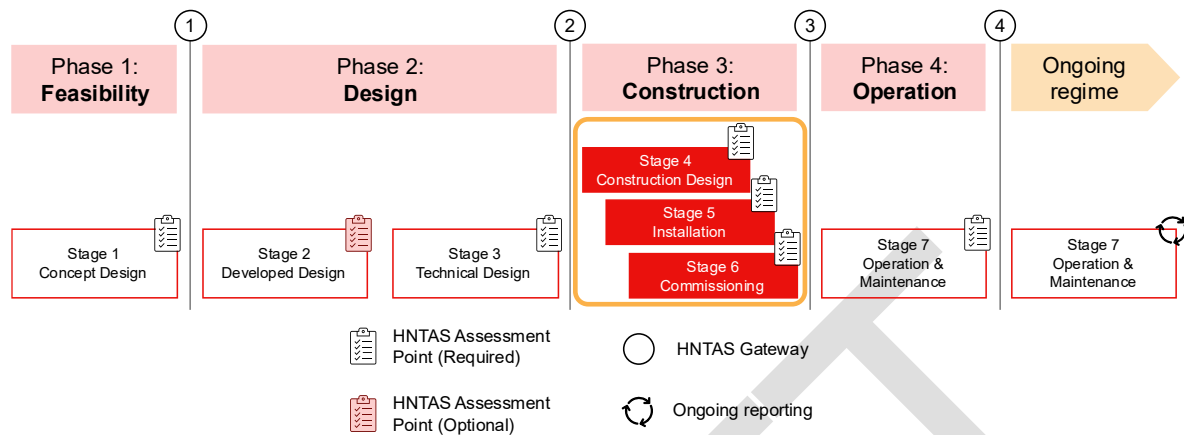 1
2
3
4
Phase 1:
Feasibility
Phase 2:
Design
Phase 3:
Construction
Phase 4:
Operation
Ongoing
regime
Stage 4
Construction Design
Stage 5
Installation
Stage 6
Commissioning
Stage 1
Concept Design
Stage 2
Developed Design
Stage 3
Technical Design
Stage 7
Operation &
Maintenance
Stage 7
Operation &
Maintenance
HNTAS Assessment
Point (Required)
HNTAS Gateway
HNTAS Assessment
Point (Optional)
Ongoing reporting